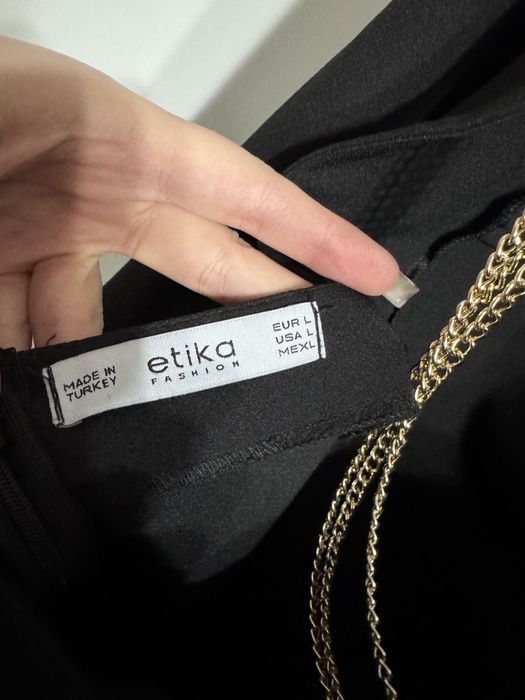 MADE IN
TURKEY
etika
FASHION
EUR L
USA L
MEXL